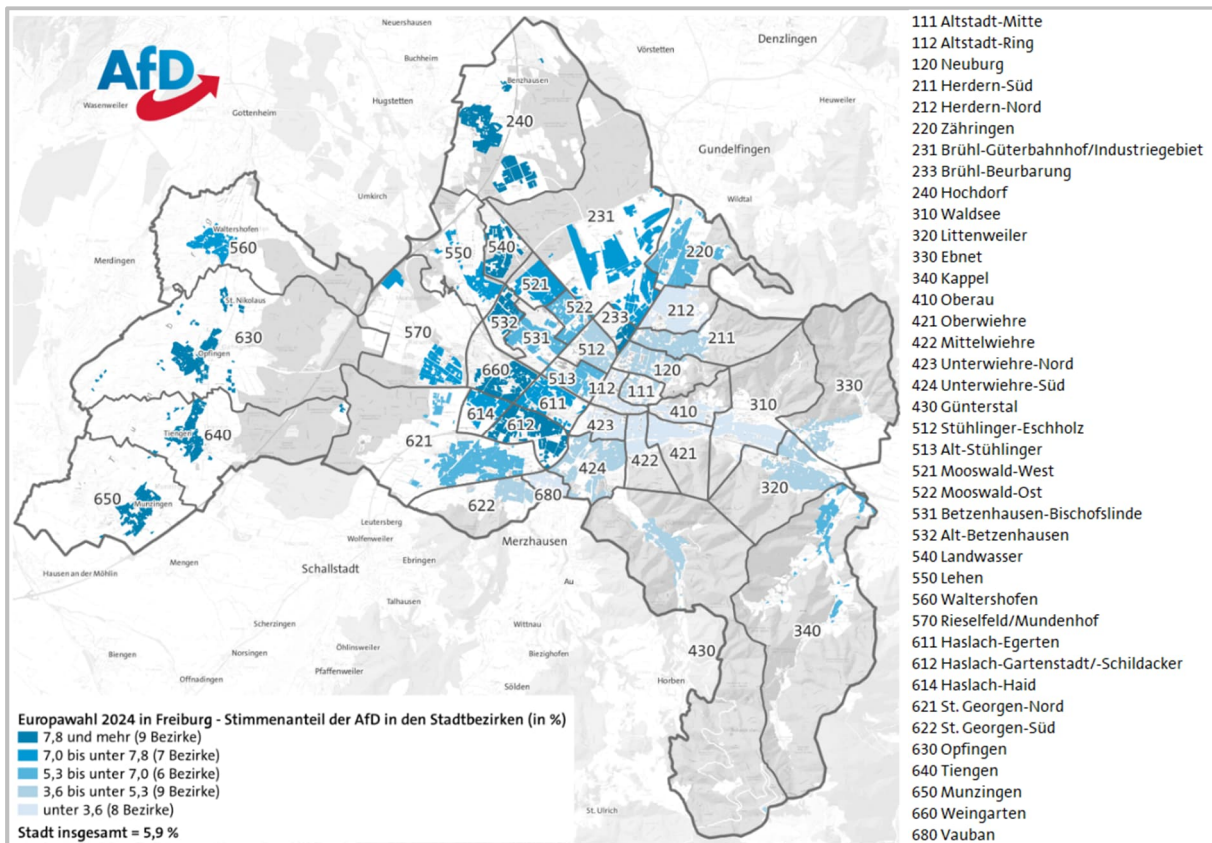 AfD
Neuershausen
Buchheim
Vörstetten
Denzlingen
Benzhausen
Wasenweiler
Gottenheim
Hugstetten
Heuweiler
240
Gundelfingen
Umkirch
Wildtal
231
Waltershofen
560
550
540
220
Merdingen
521
St. Nikolaus
522
233
212
532
211
570
531
630
Opfingen
512
660
120
513
112
111
330
614
611
410
310
Tiengen
640
612
423
621
422
421
424
320
650
Munzingen
622
680
Leutersberg
Wolfenweiler
Merzhausen
Mengen
Ebringen
Hausen an der Möhlin
Schallstadt
Au
Talhausen
Scherzingen
Wittnau
340
Biengen
Norsingen
Öhlinsweiler
Biezighofen
430
Pfaffenweiler
Offnadingen
Sölden
Horben
St. Ulrich
Europawahl 2024 in Freiburg - Stimmenanteil der AfD in den Stadtbezirken (in %)
7,8 und mehr (9 Bezirke)
7,0 bis unter 7,8 (7 Bezirke)
5,3 bis unter 7,0 (6 Bezirke)
3,6 bis unter 5,3 (9 Bezirke)
unter 3,6 (8 Bezirke)
Stadt insgesamt = 5,9 %
111 Altstadt-Mitte
112 Altstadt-Ring
120 Neuburg
211 Herdern-Süd
212 Herdern-Nord
220 Zähringen
231 Brühl-Güterbahnhof/Industriegebiet
233 Brühl-Beurbarung
240 Hochdorf
310 Waldsee
320 Littenweiler
330 Ebnet
340 Kappel
410 Oberau
421 Oberwiehre
422 Mittelwiehre
423 Unterwiehre-Nord
424 Unterwiehre-Süd
430 Günterstal
512 Stühlinger-Eschholz
513 Alt-Stühlinger
521 Mooswald-West
522 Mooswald-Ost
531 Betzenhausen-Bischofslinde
532 Alt-Betzenhausen
540 Landwasser
550 Lehen
560 Waltershofen
570 Rieselfeld/Mundenhof
611 Haslach-Egerten
612 Haslach-Gartenstadt/-Schildacker
614 Haslach-Haid
621 St. Georgen-Nord
622 St. Georgen-Süd
630 Opfingen
640 Tiengen
650 Munzingen
660 Weingarten
680 Vauban